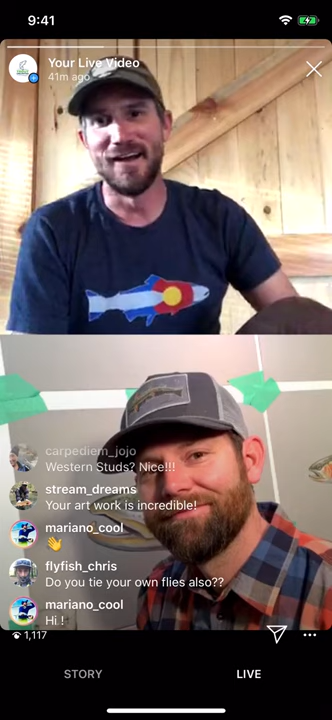 9:41
Your Live Video
41m ago
carpediem_jojo
Western Studs? Nice!!!
stream_dreams
Your art work is incredible!
mariano_cool
👋
flyfish_chris
Do you tie your own flies also??
mariano_cool
Hi !
1,117
STORY
LIVE